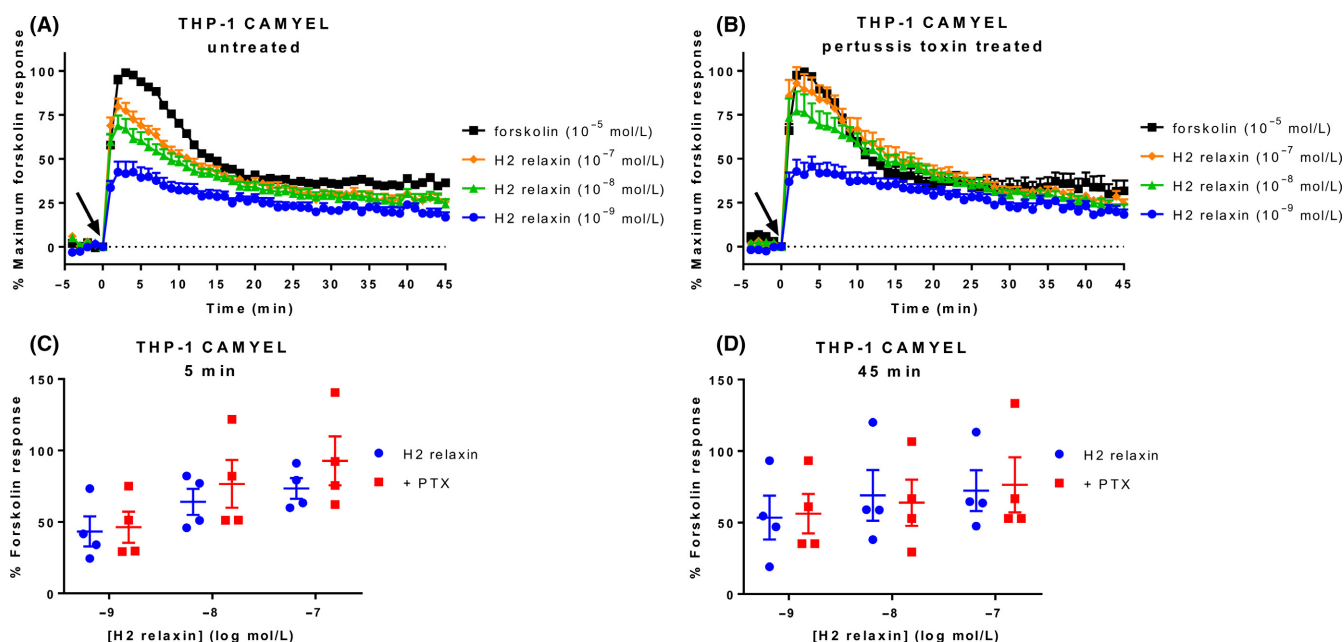 (A)
THP-1 CAMYEL
untreated
% Maximum forskolin response
100
75
50
25
0
−5 0 5 10 15 20 25 30 35 40 45
Time (min)
forskolin (10⁻⁵ mol/L)
H2 relaxin (10⁻⁷ mol/L)
H2 relaxin (10⁻⁸ mol/L)
H2 relaxin (10⁻⁹ mol/L)
(B)
THP-1 CAMYEL
pertussis toxin treated
% Maximum forskolin response
100
75
50
25
0
−5 0 5 10 15 20 25 30 35 40 45
Time (min)
forskolin (10⁻⁵ mol/L)
H2 relaxin (10⁻⁷ mol/L)
H2 relaxin (10⁻⁸ mol/L)
H2 relaxin (10⁻⁹ mol/L)
(C)
THP-1 CAMYEL
5 min
% Forskolin response
150
100
50
0
−9 −8 −7
[H2 relaxin] (log mol/L)
H2 relaxin
+ PTX
(D)
THP-1 CAMYEL
45 min
% Forskolin response
150
100
50
0
−9 −8 −7
[H2 relaxin] (log mol/L)
H2 relaxin
+ PTX